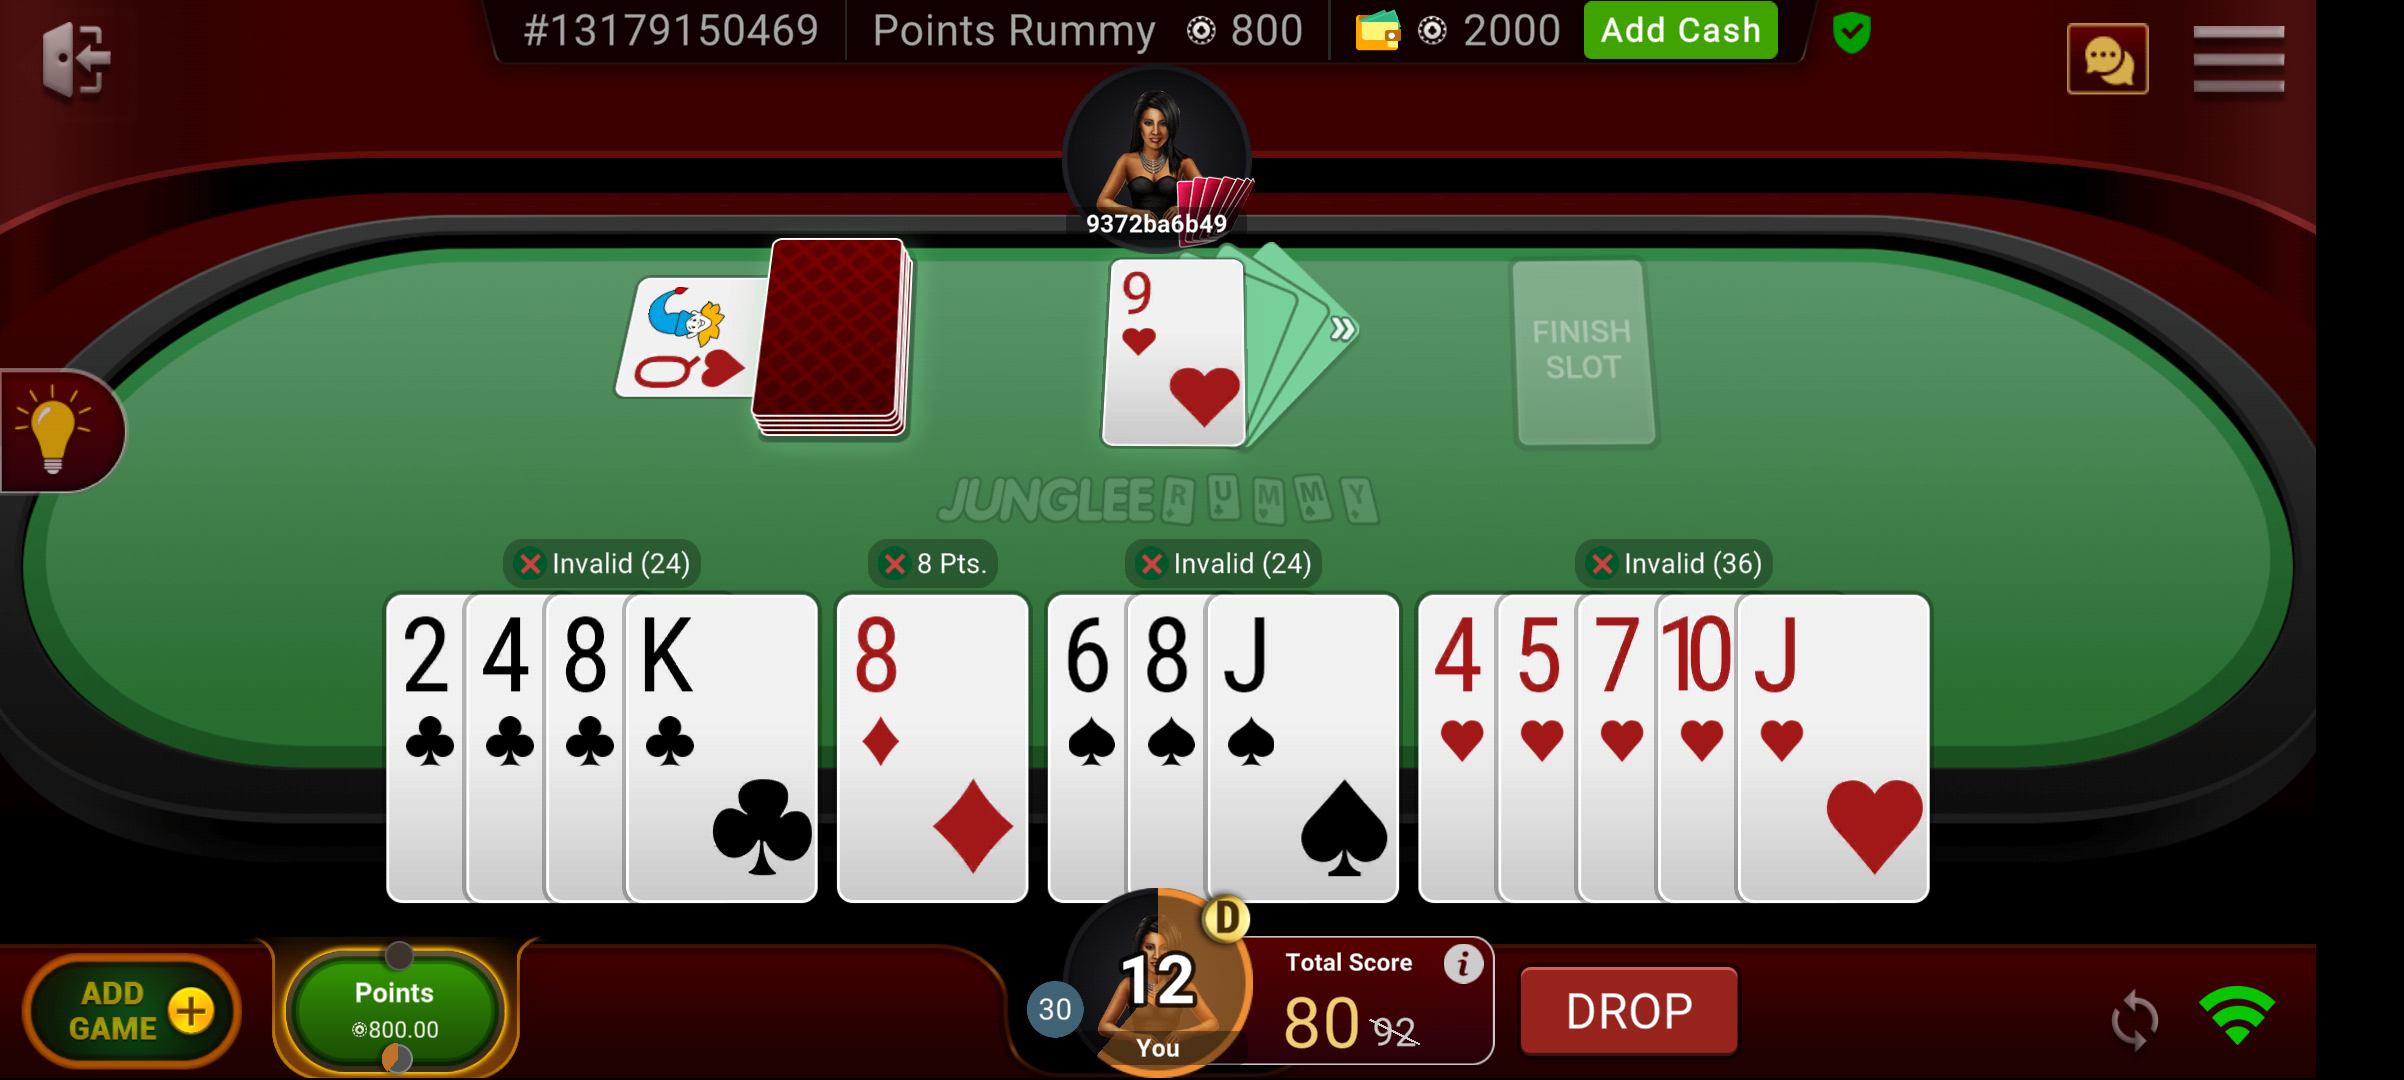 #13179150469
Points Rummy 800
2000
Add Cash
9372ba6b49
Q
9
FINISH
SLOT
JUNGLEE RUMMY
Invalid (24)
8 Pts.
Invalid (24)
Invalid (36)
2 4 8 K
8
6 8 J
4 5 7 10 J
ADD
GAME
Points
800.00
30
12
You
D
Total Score
i
80 92
DROP